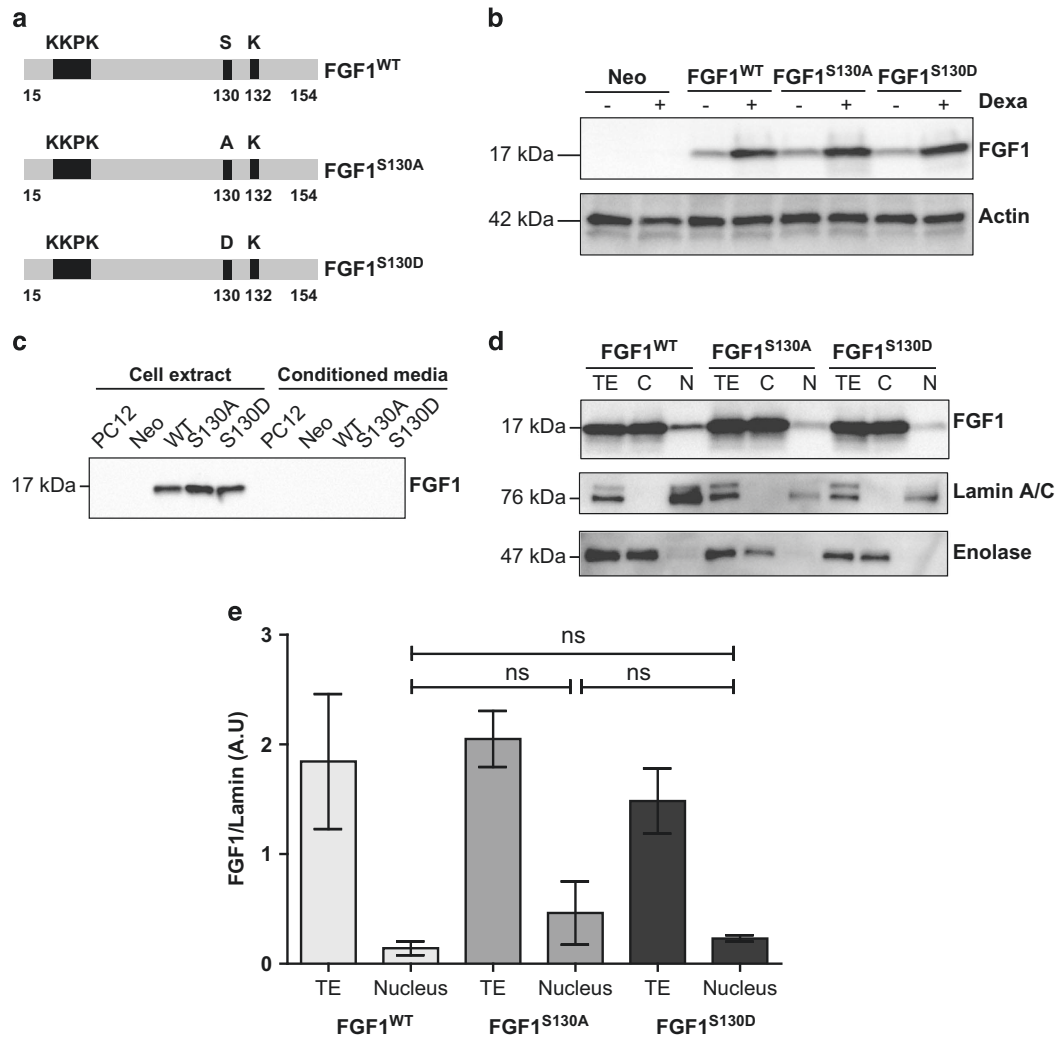 a
KKPK S K
FGF1WT
15 130 132 154
KKPK A K
FGF1S130A
15 130 132 154
KKPK D K
FGF1S130D
15 130 132 154
b
Neo FGF1WT FGF1S130A FGF1S130D
- + - + - + - + Dexa
17 kDa FGF1
42 kDa Actin
c
Cell extract Conditioned media
PC12 Neo WT S130A S130D PC12 Neo WT S130A S130D
17 kDa FGF1
d
FGF1WT FGF1S130A FGF1S130D
TE C N TE C N TE C N
17 kDa FGF1
76 kDa Lamin A/C
47 kDa Enolase
e
FGF1/Lamin (A.U)
3
2
1
0
ns
ns ns
TE Nucleus TE Nucleus TE Nucleus
FGF1WT FGF1S130A FGF1S130D